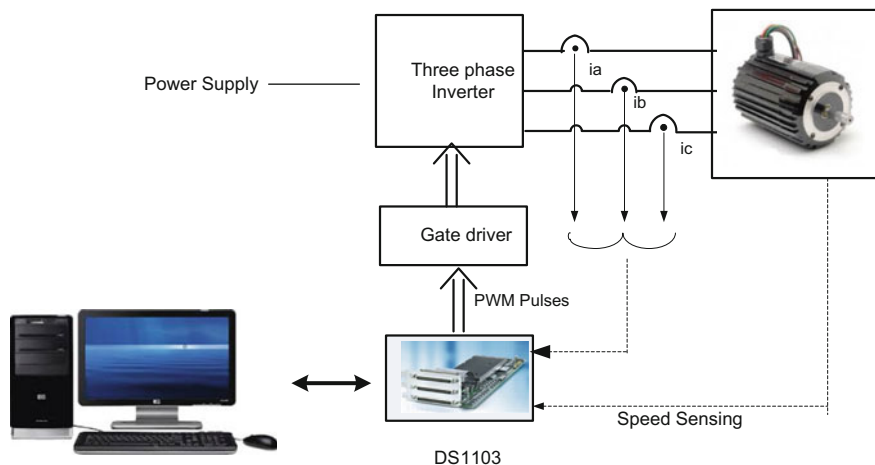 Power Supply
Three phase
Inverter
ia
ib
ic
Gate driver
PWM Pulses
Speed Sensing
DS1103